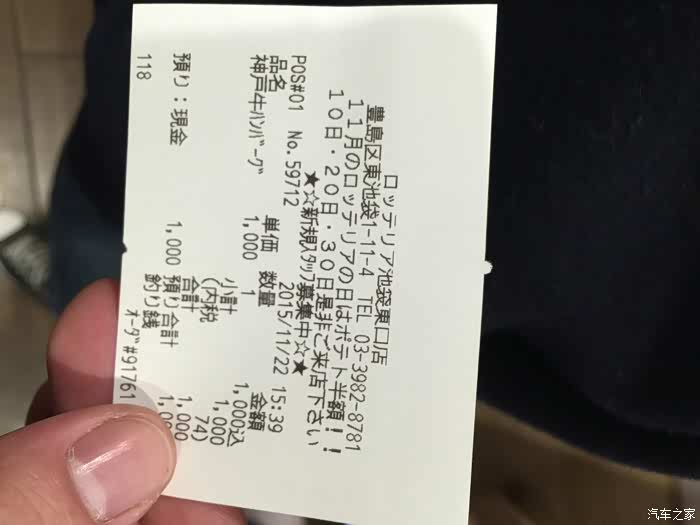 ロッテリア池袋東口店
豊島区東池袋1-11-4 TEL 03-3982-8781
11月のロッテリアの日はポテト半額!!
10日・20日・30日是非ご来店下さい
★☆新規ｽﾀｯﾌ募集中☆★
POS#01 No.59712 2015/11/22 15:39
品名 単価 数量 金額
神戸牛ﾊﾝﾊﾞｰｸﾞ 1,000 1 1,000込
小計 1,000
(内税 74)
合計 1,000
預り:現金 1,000 預り合計
釣り銭
118 ｵｰﾀﾞ#91761
汽车之家